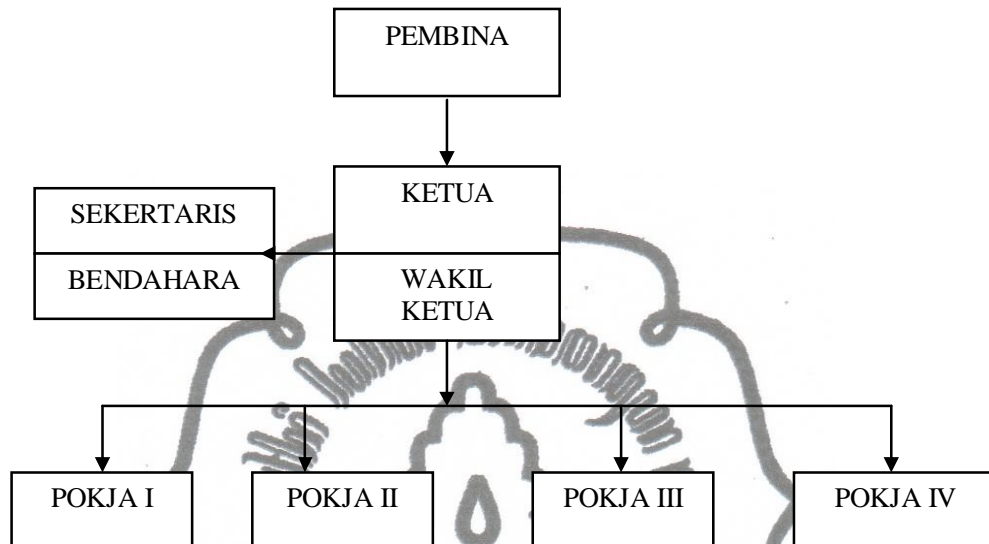 PEMBINA
KETUA
SEKERTARIS
BENDAHARA
WAKIL
KETUA
POKJA I
POKJA II
POKJA III
POKJA IV